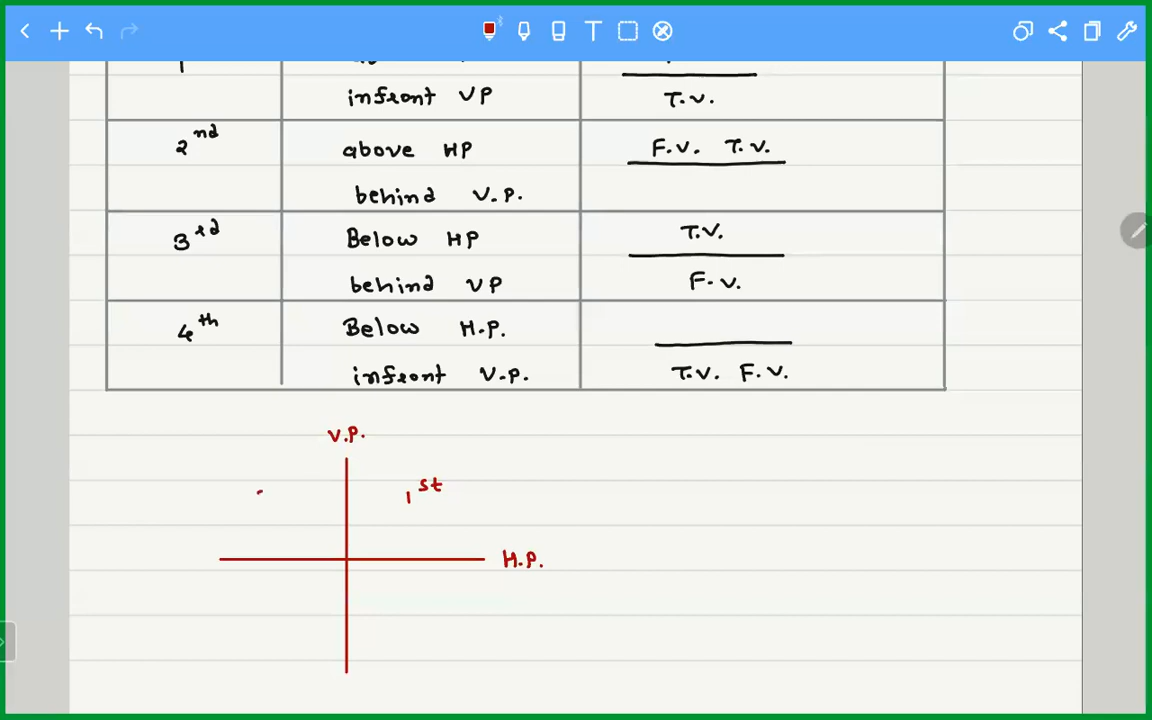 infront VP
T.V.
2nd
above HP
F.V. T.V.
behind V.P.
3rd
Below HP
T.V.
behind VP
F.V.
4th
Below H.P.
infront V.P.
T.V. F.V.
V.P.
1st
H.P.